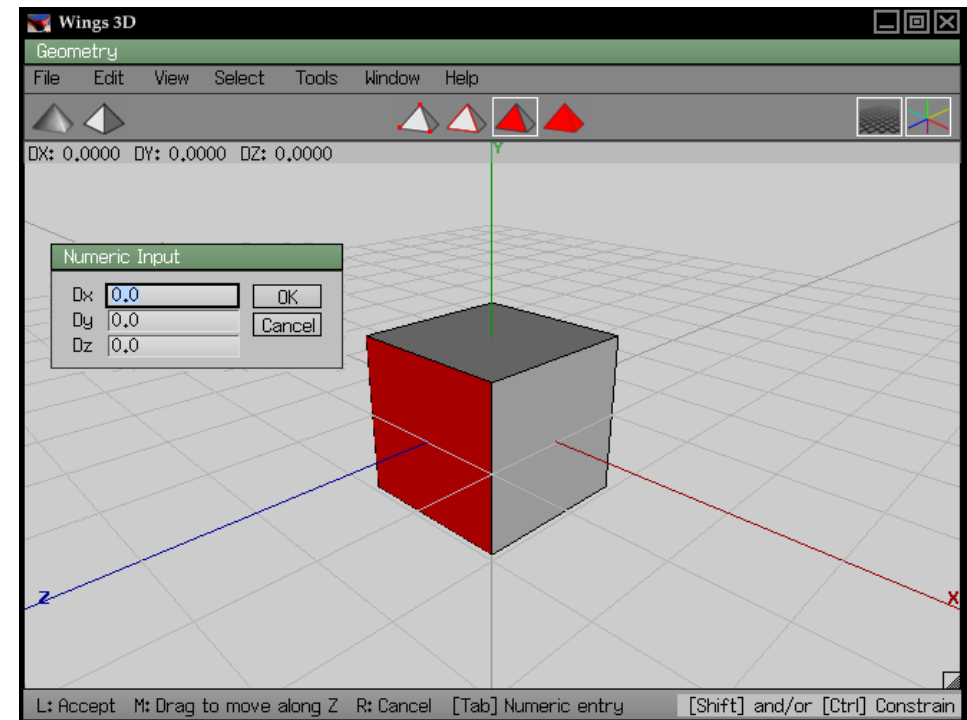 Wings 3D
Geometry
File Edit View Select Tools Window Help
DX: 0.0000 DY: 0.0000 DZ: 0.0000
Y
Numeric Input
Dx 0.0 OK
Dy 0.0 Cancel
Dz 0.0
Z X
L: Accept M: Drag to move along Z R: Cancel [Tab] Numeric entry [Shift] and/or [Ctrl] Constrain